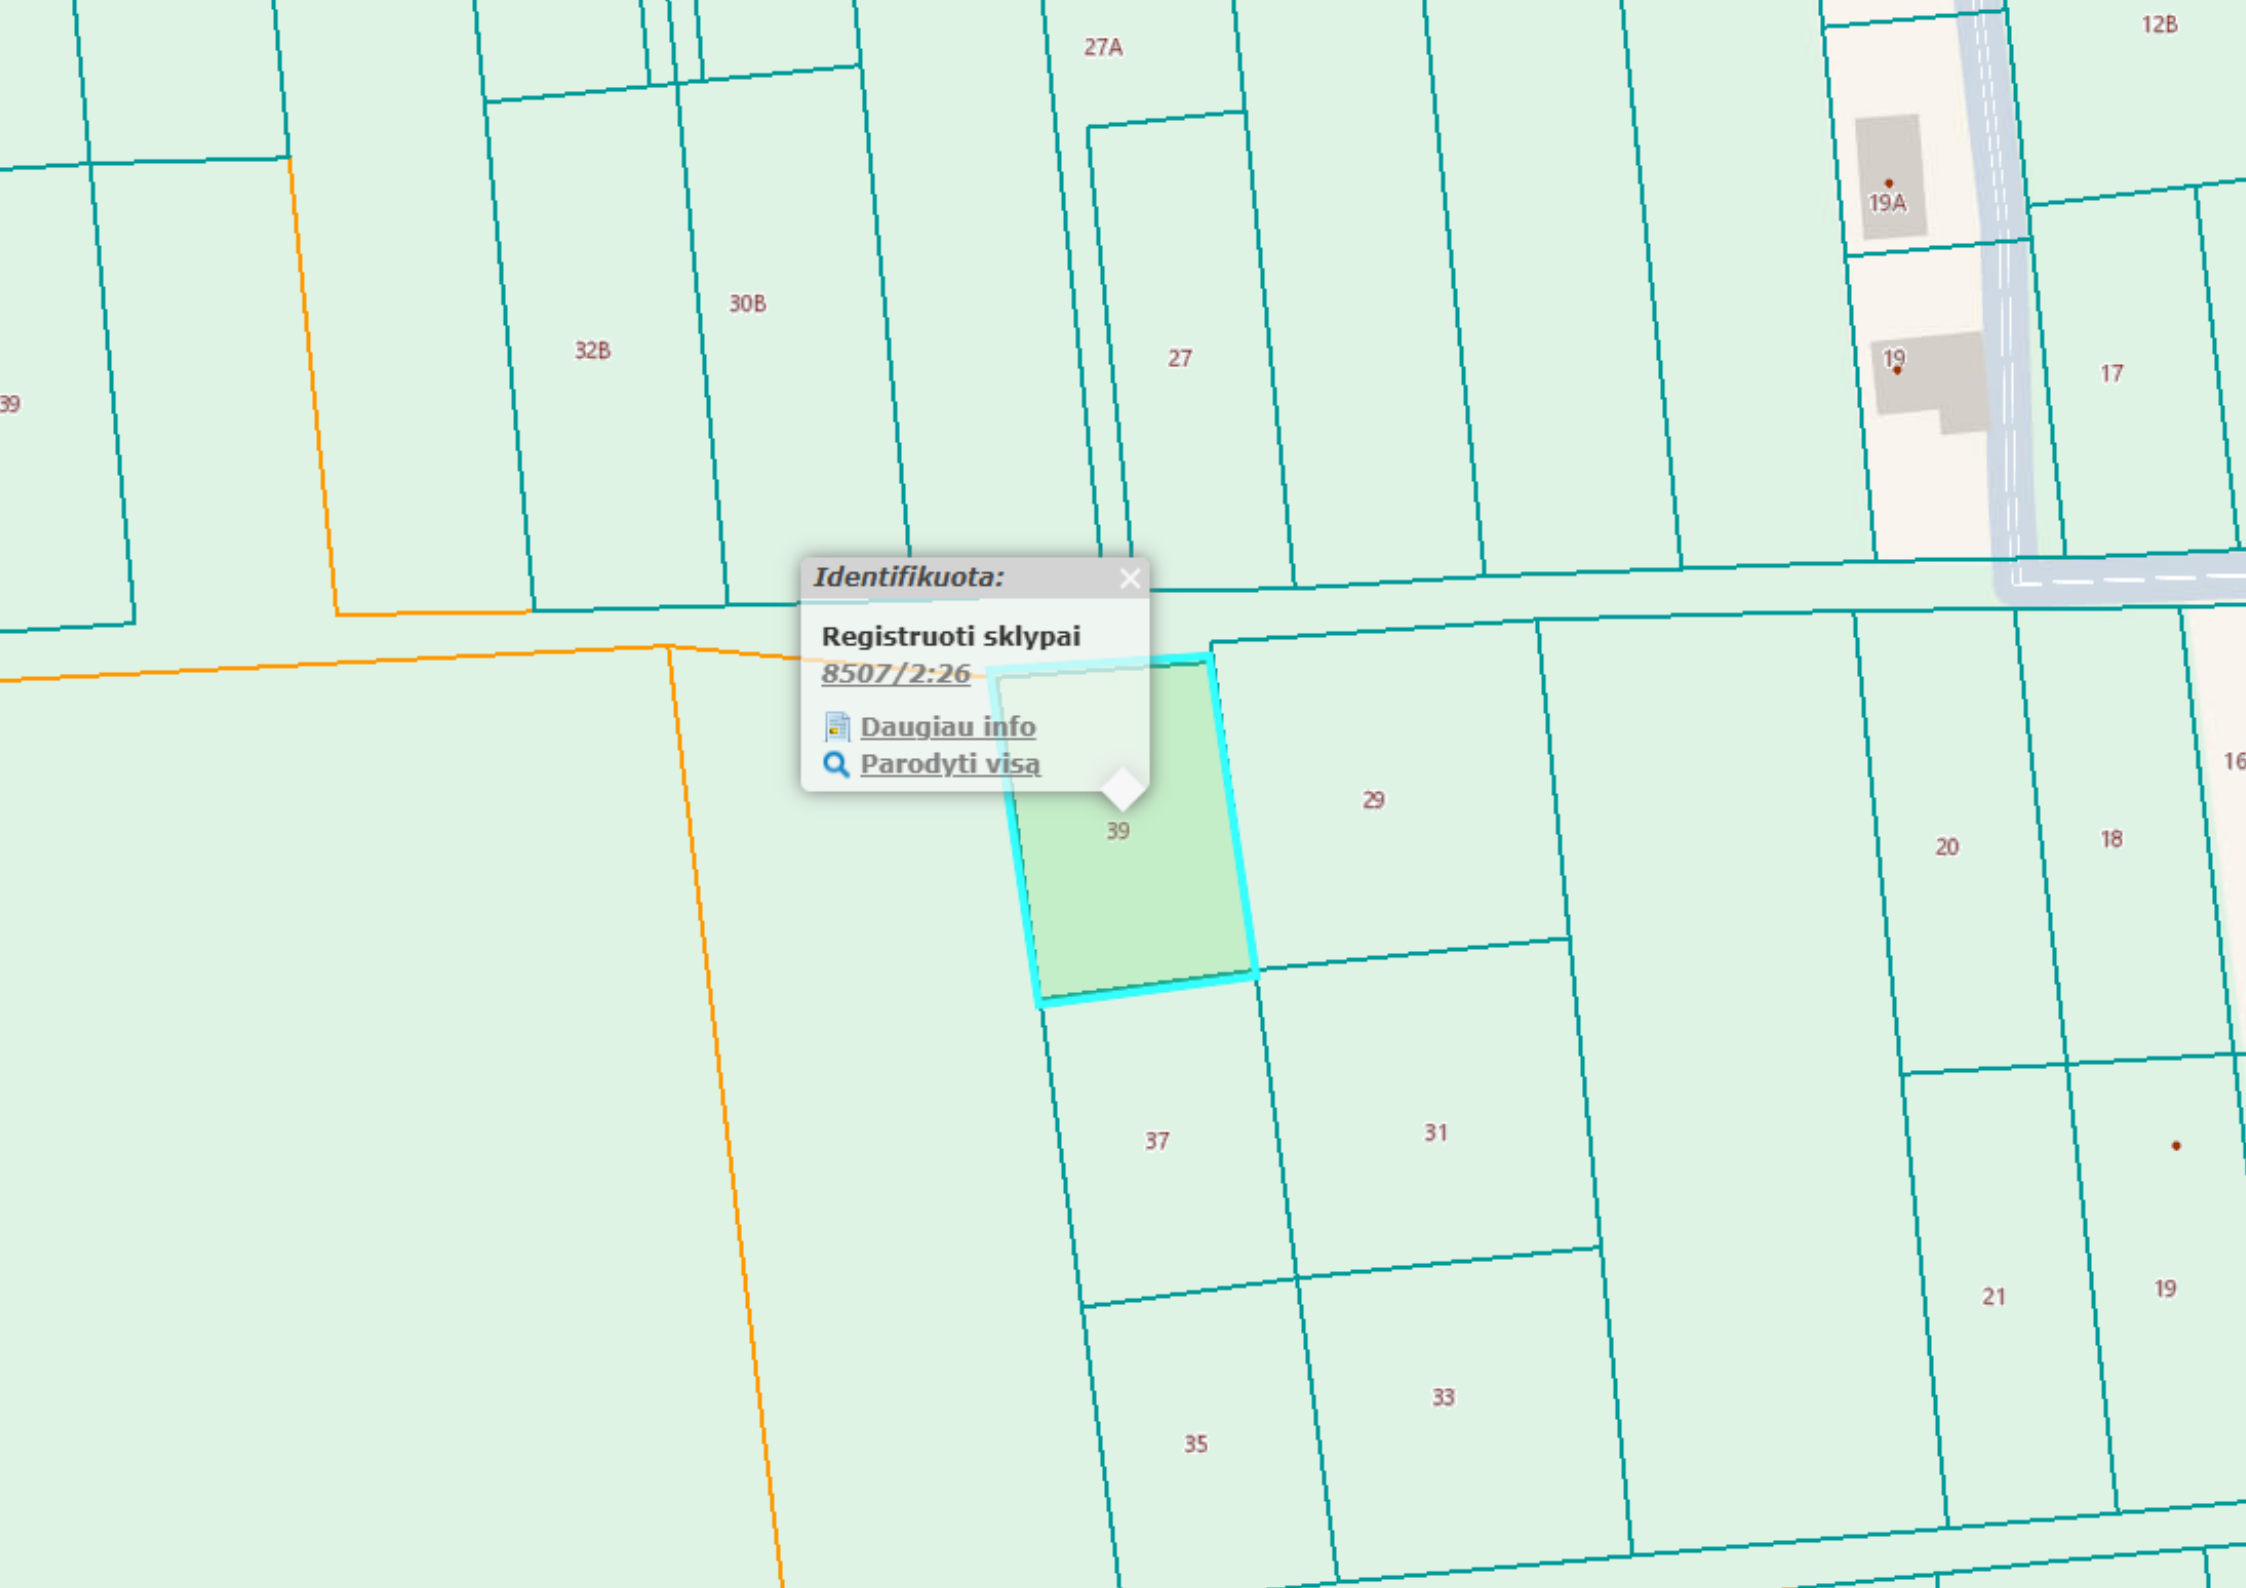 12B
27A
19A
30B
32B
27
19
17
39
Identifikuota:
Registruoti sklypai
8507/2:26
Daugiau info
Parodyti visą
39
29
20
18
16
37
31
21
19
33
35